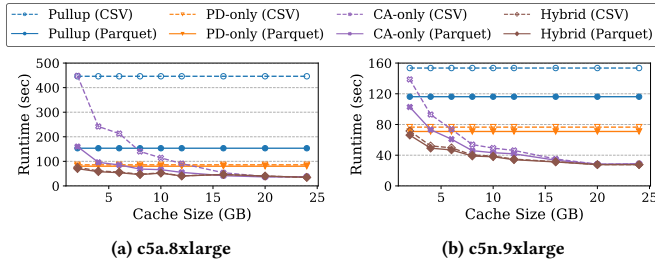 Pullup (CSV) PD-only (CSV) CA-only (CSV) Hybrid (CSV)
Pullup (Parquet) PD-only (Parquet) CA-only (Parquet) Hybrid (Parquet)
Runtime (sec)
500
400
300
200
100
0
5 10 15 20 25
Cache Size (GB)
(a) c5a.8xlarge
Runtime (sec)
160
120
80
40
0
5 10 15 20 25
Cache Size (GB)
(b) c5n.9xlarge